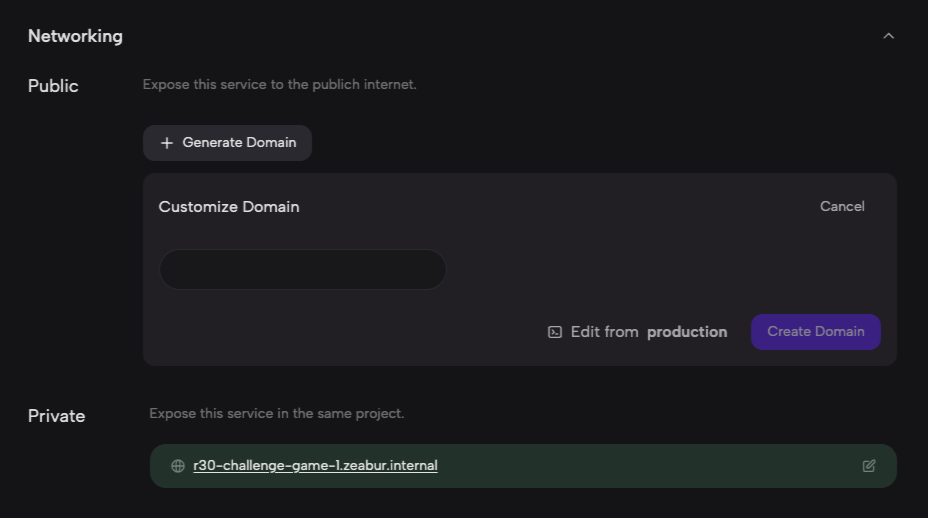 Networking
Public
Expose this service to the publich internet.
Generate Domain
Customize Domain
Cancel
Edit from production
Create Domain
Private
Expose this service in the same project.
r30-challenge-game-1.zeabur.internal